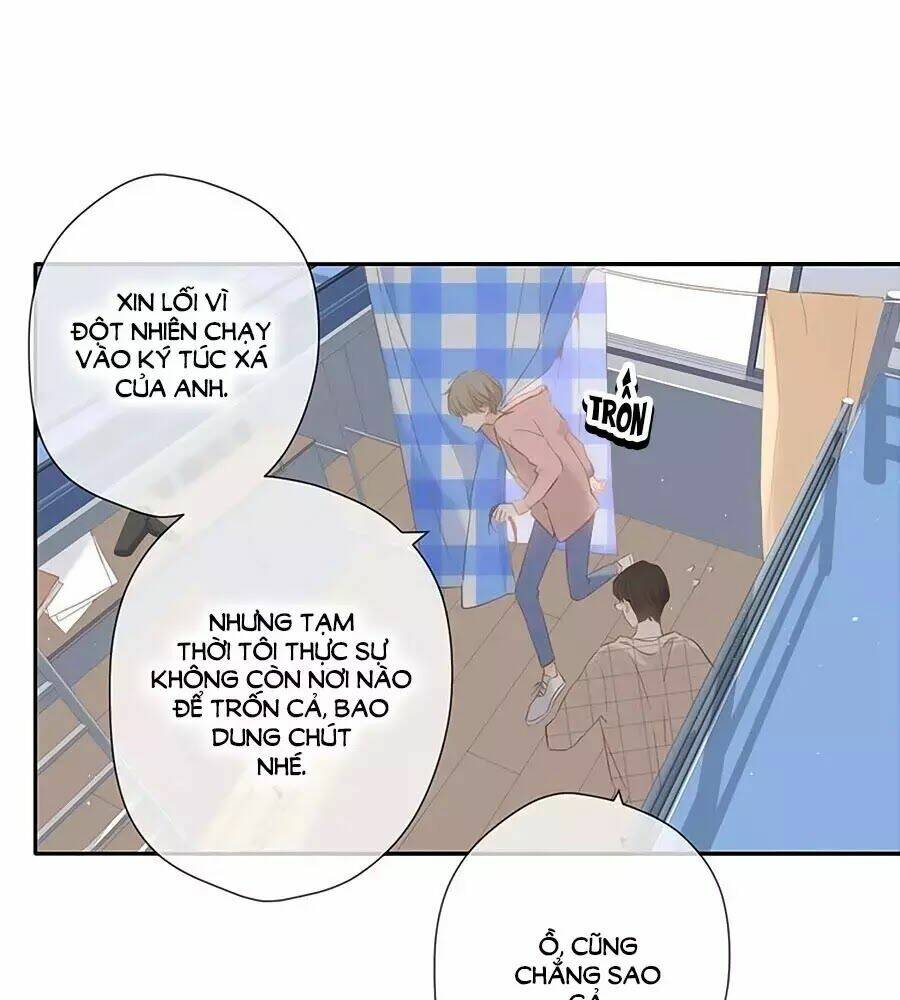 XIN LỖI VÌ
ĐỘT NHIÊN CHẠY
VÀO KÝ TÚC XÁ
CỦA ANH.
TRỐN
NHƯNG TẠM
THỜI TÔI THỰC SỰ
KHÔNG CÒN NƠI NÀO
ĐỂ TRỐN CẢ, BAO
DUNG CHÚT
NHÉ.
Ồ, CŨNG
CHẲNG SAO
CẢ